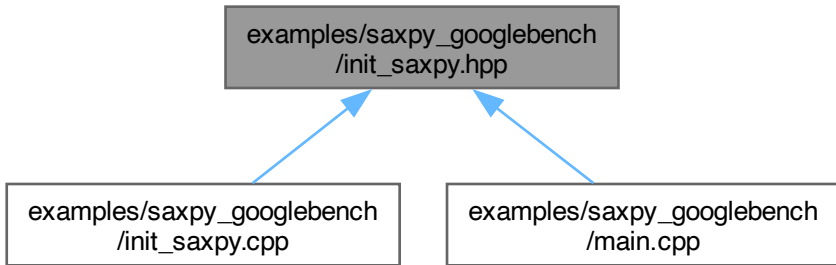 examples/saxpy_googlebench
/init_saxpy.hpp
examples/saxpy_googlebench
/init_saxpy.cpp
examples/saxpy_googlebench
/main.cpp